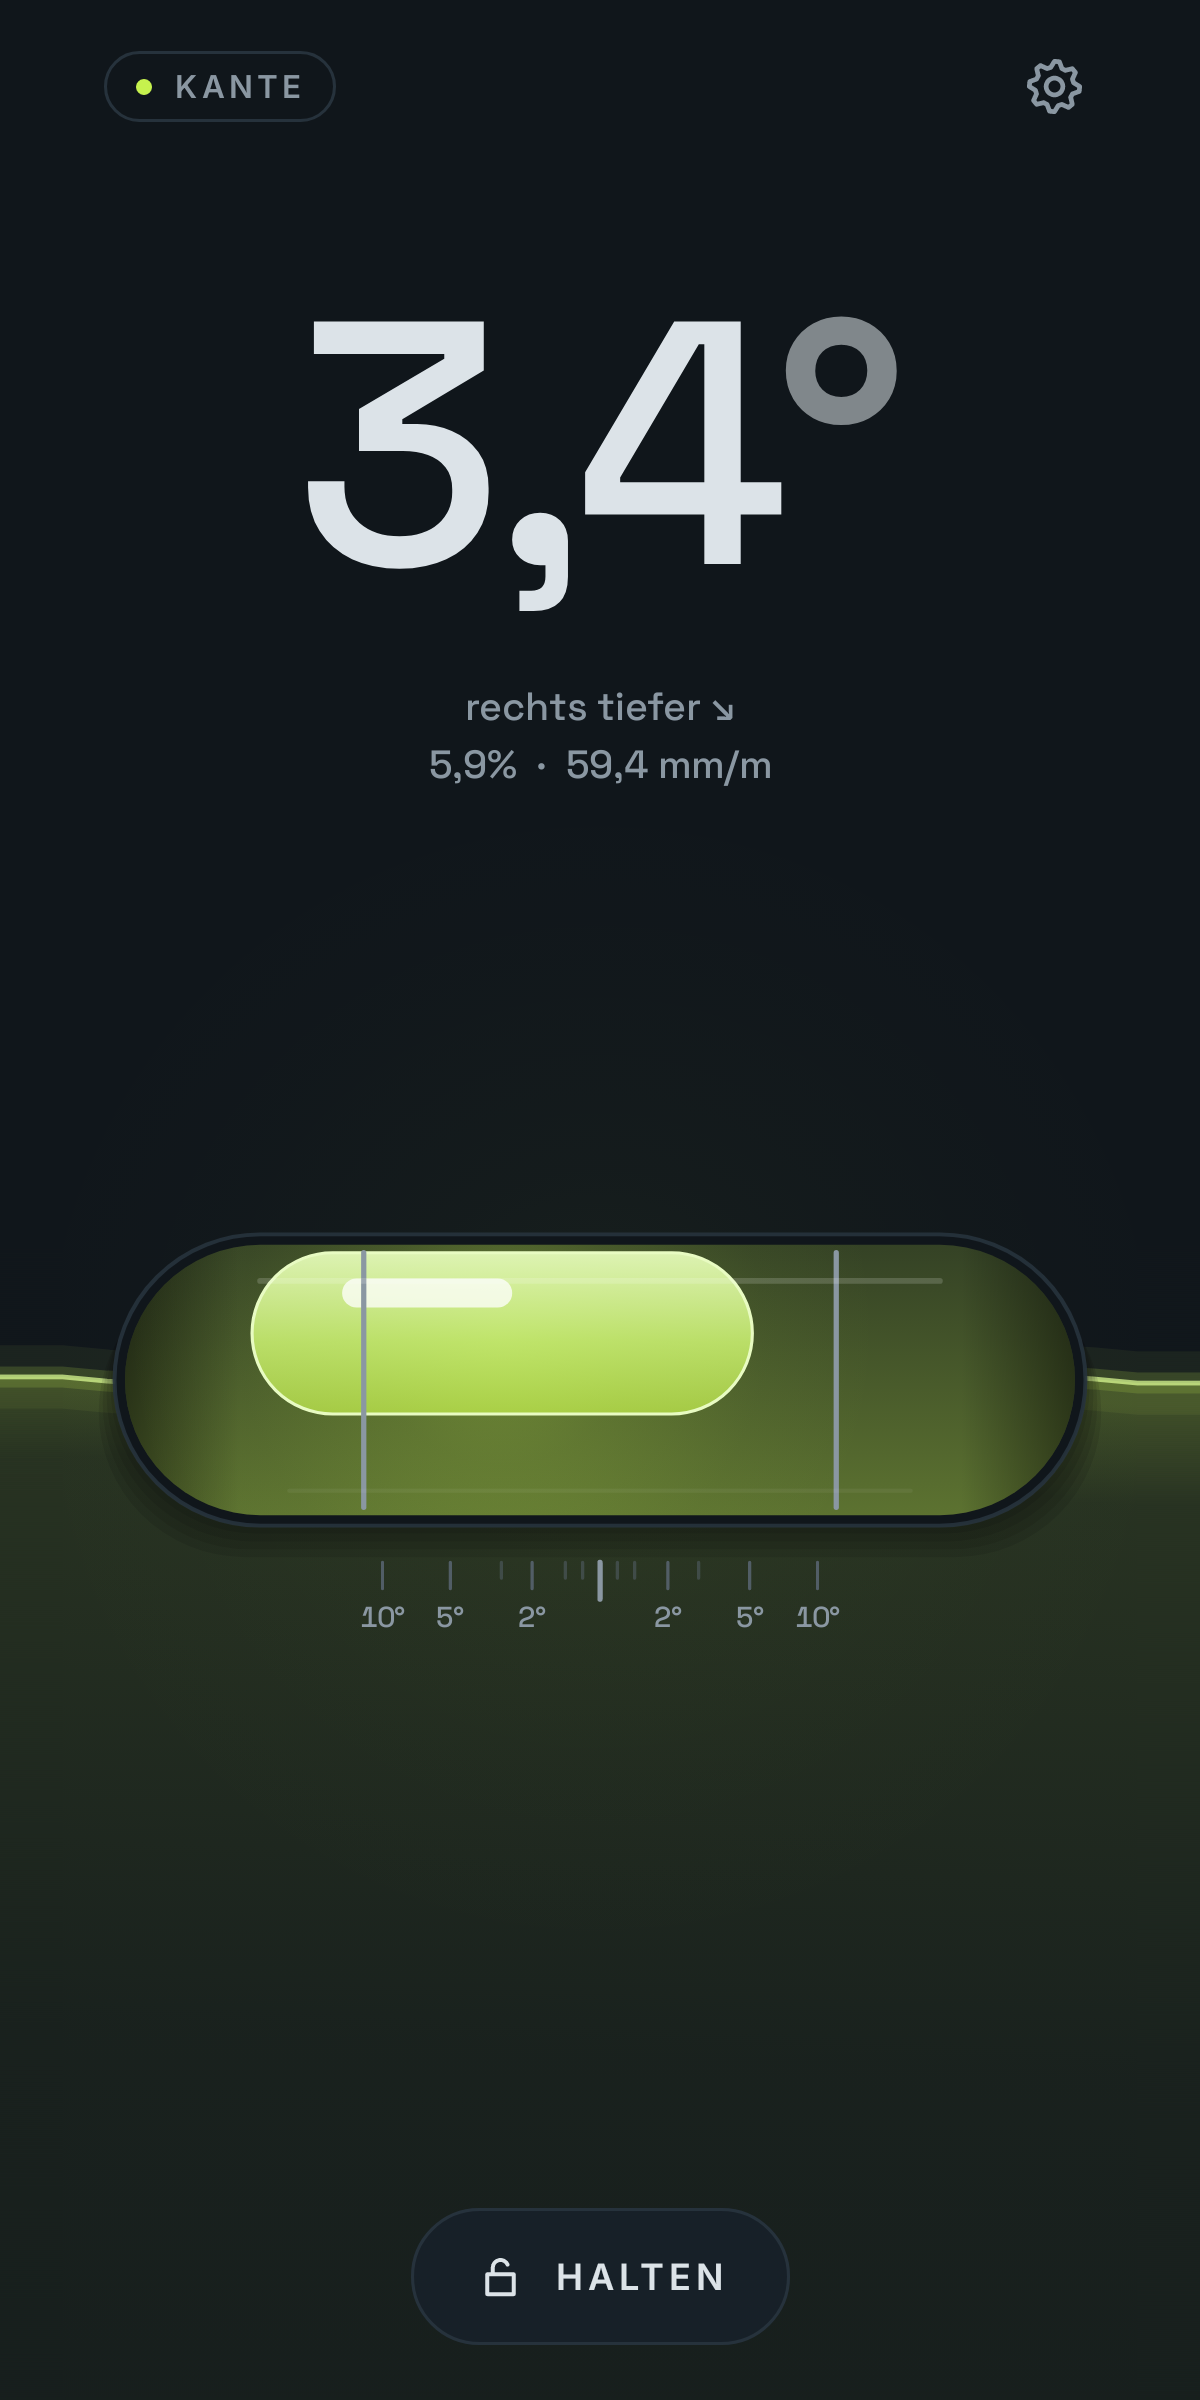 KANTE
3,4°
rechts tiefer ↘
5,9% · 59,4 mm/m
10° 5° 2° 2° 5° 10°
HALTEN